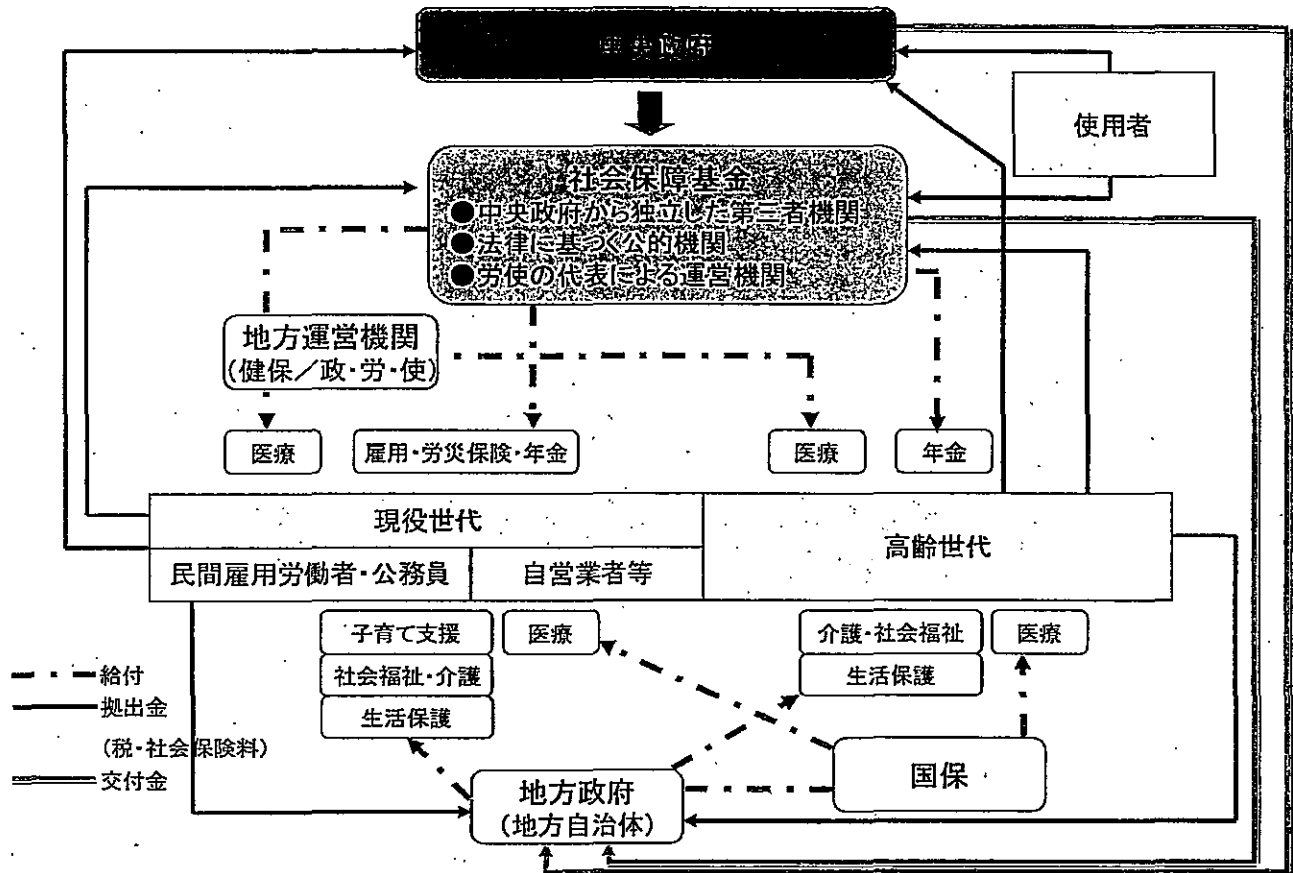 中央政府
使用者
社会保障基金
●中央政府から独立した第三者機関
●法律に基づく公的機関
●労使の代表による運営機関
地方運営機関
(健保／政・労・使)
医療
雇用・労災保険・年金
医療
年金
現役世代
高齢世代
民間雇用労働者・公務員
自営業者等
子育て支援
医療
介護・社会福祉
医療
社会福祉・介護
生活保護
生活保護
給付
拠出金
(税・社会保険料)
交付金
国保
地方政府
(地方自治体)